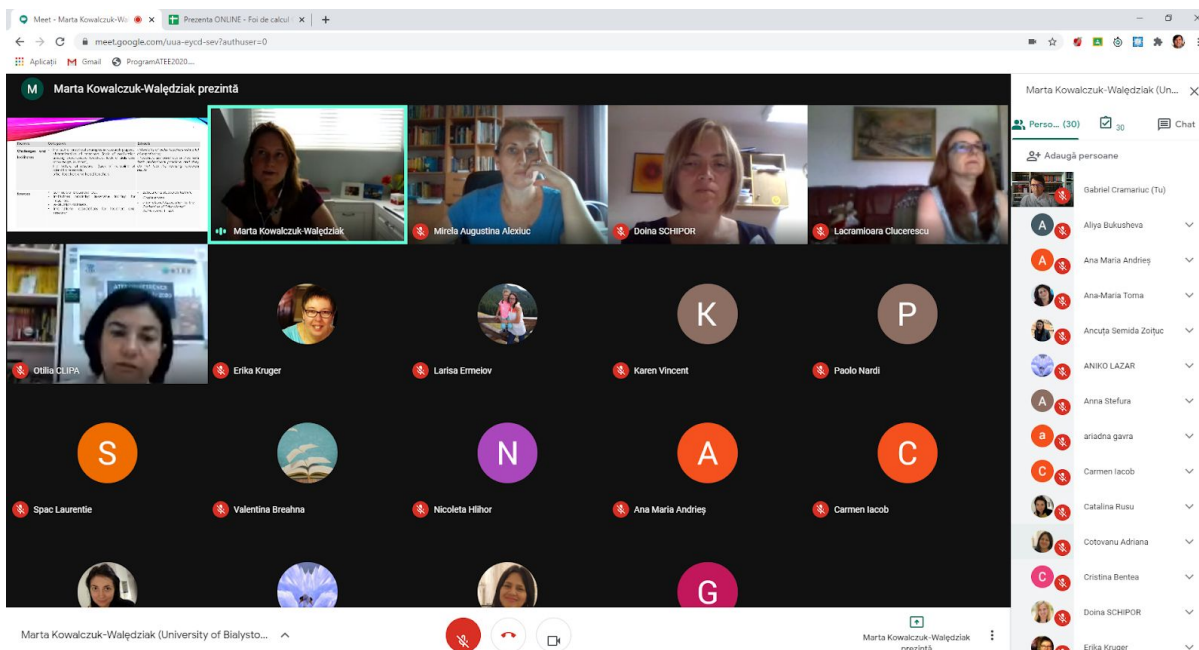 Meet - Marta Kowalczuk-Wa
Prezenta ONLINE - Foi de calcul
meet.google.com/uua-eycd-sev?authuser=0
Aplicații
Gmail
ProgramATEE2020....
M
Marta Kowalczuk-Walędziak prezintă
Marta Kowalczuk-Walędziak
Mirela Augustina Alexiuc
Doina SCHIPOR
Lacramioara Clucerescu
Otilia CLIPA
Erika Kruger
Larisa Ermeiov
K
Karen Vincent
P
Paolo Nardi
S
Spac Laurentie
Valentina Breahna
N
Nicoleta Hlihor
A
Ana Maria Andrieș
C
Carmen Iacob
G
Marta Kowalczuk-Walędziak (University of Bialysto...
Marta Kowalczuk-Walędziak
prezintă
Marta Kowalczuk-Walędziak (Un...
Perso... (30)
30
Chat
Adaugă persoane
Gabriel Cramariuc (Tu)
A
Aliya Bukusheva
A
Ana Maria Andrieș
Ana-Maria Toma
Ancuța Semida Zoițuc
ANIKO LAZAR
A
Anna Stefura
a
ariadna gavra
C
Carmen Iacob
Catalina Rusu
Cotovanu Adriana
C
Cristina Bentea
Doina SCHIPOR
Erika Kruger